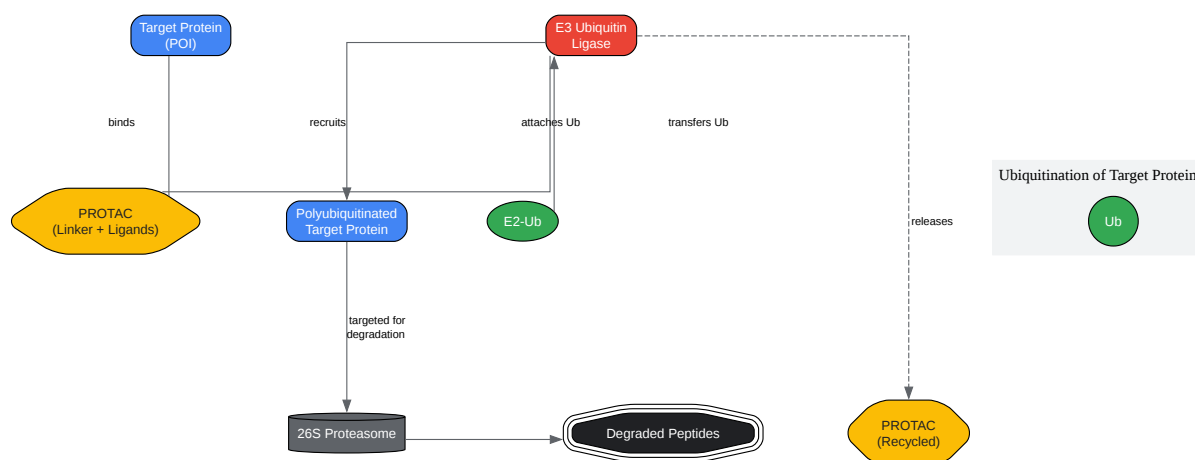 Target Protein
(POI)
E3 Ubiquitin
Ligase
binds
recruits
attaches Ub
transfers Ub
Ubiquitination of Target Protein
PROTAC
(Linker + Ligands)
Polyubiquitinated
Target Protein
E2-Ub
releases
Ub
targeted for
degradation
26S Proteasome
Degraded Peptides
PROTAC
(Recycled)